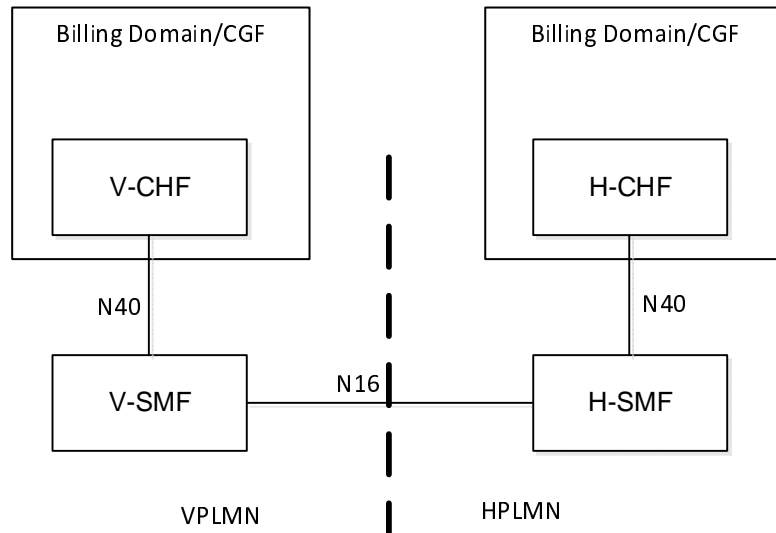 Billing Domain/CGF
Billing Domain/CGF
V-CHF
H-CHF
N40
N40
V-SMF
N16
H-SMF
VPLMN
HPLMN